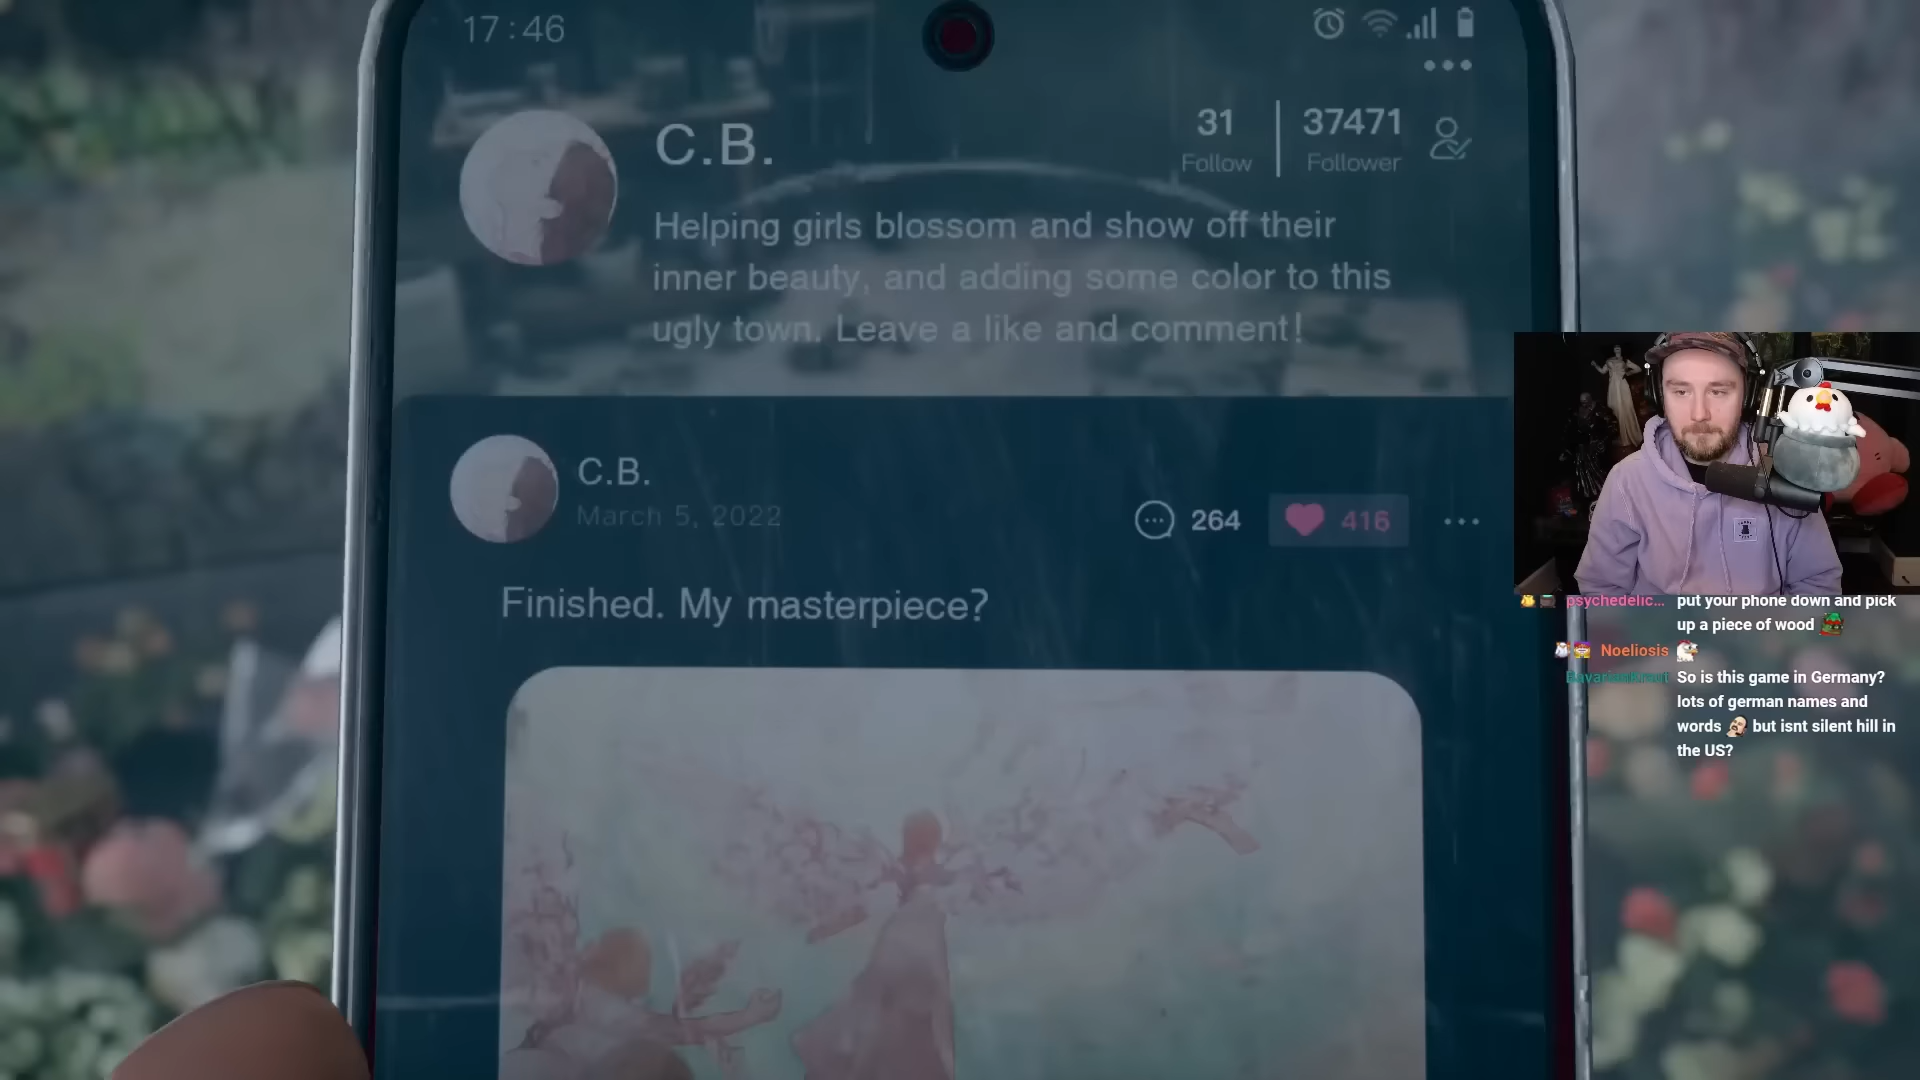 17:46
C.B.
31
Follow
37471
Follower
Helping girls blossom and show off their
inner beauty, and adding some color to this
ugly town. Leave a like and comment!
C.B.
March 5, 2022
264
416
Finished. My masterpiece?
psychedelic... put your phone down and pick
up a piece of wood
Noeliosis
BavarianKraut So is this game in Germany?
lots of german names and
words but isnt silent hill in
the US?